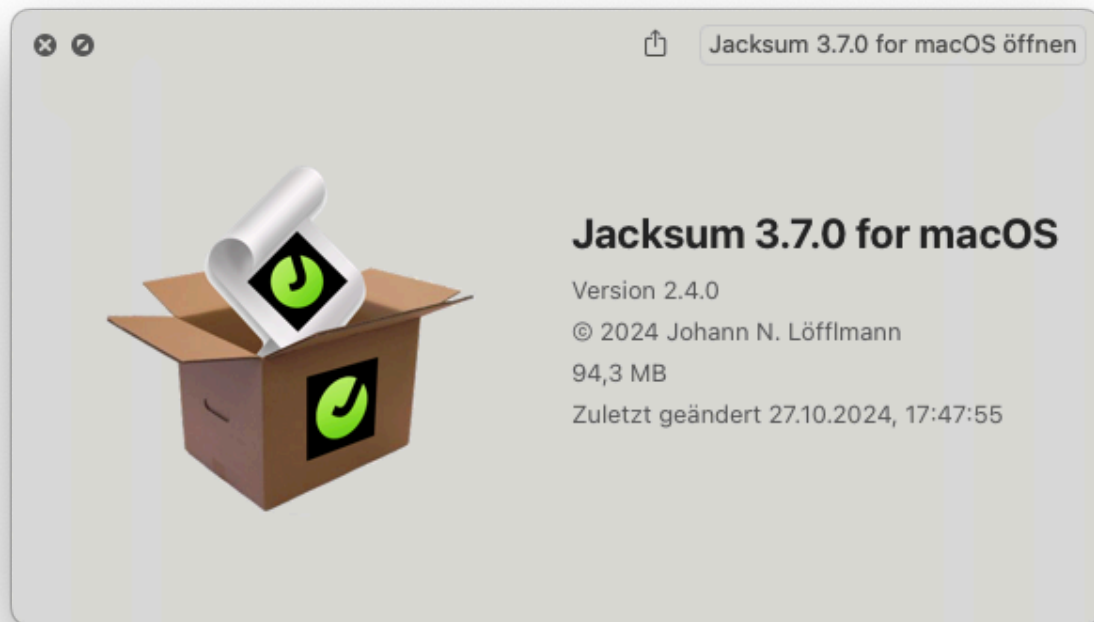 Jacksum 3.7.0 for macOS öffnen
Jacksum 3.7.0 for macOS
Version 2.4.0
© 2024 Johann N. Löfflmann
94,3 MB
Zuletzt geändert 27.10.2024, 17:47:55